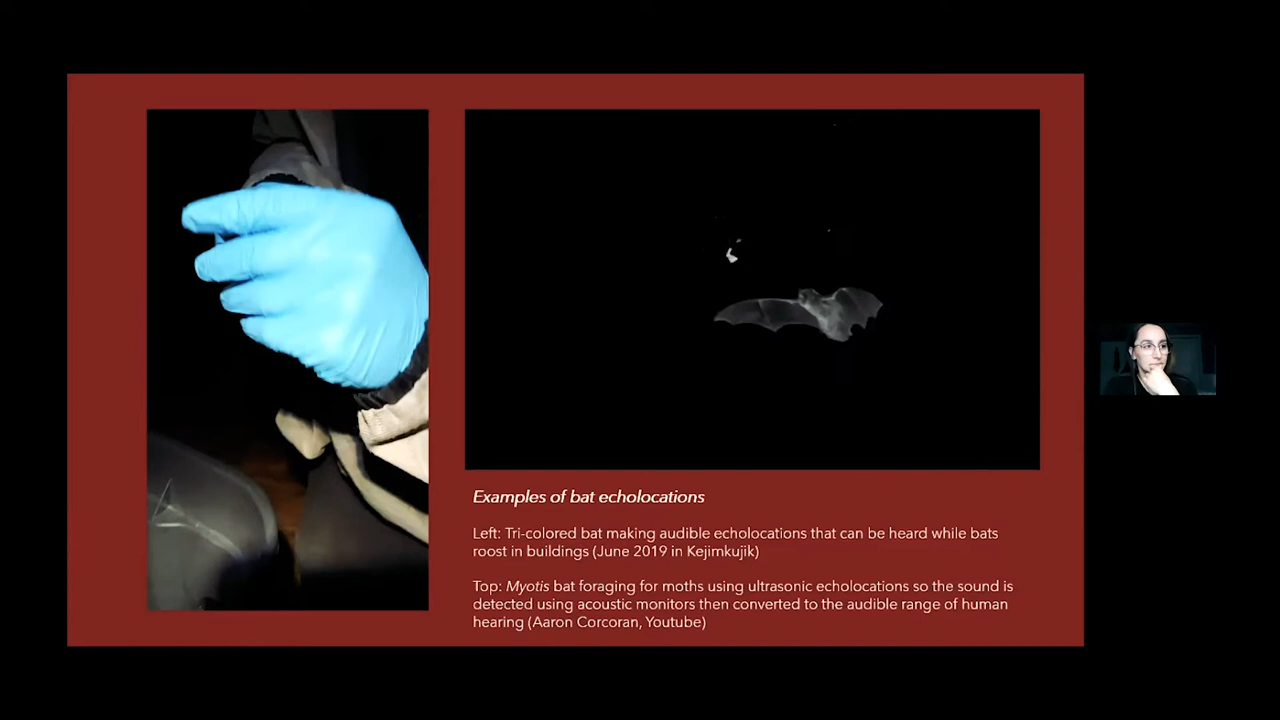 Examples of bat echolocations
Left: Tri-colored bat making audible echolocations that can be heard while bats
roost in buildings (June 2019 in Kejimkujik)
Top: Myotis bat foraging for moths using ultrasonic echolocations so the sound is
detected using acoustic monitors then converted to the audible range of human
hearing (Aaron Corcoran, Youtube)